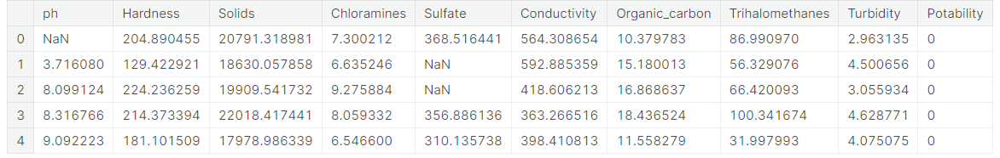 ph Hardness Solids Chloramines Sulfate Conductivity Organic_carbon Trihalomethanes Turbidity Potability
0 NaN 204.890455 20791.318981 7.300212 368.516441 564.308654 10.379783 86.990970 2.963135 0
1 3.716080 129.422921 18630.057858 6.635246 NaN 592.885359 15.180013 56.329076 4.500656 0
2 8.099124 224.236259 19909.541732 9.275884 NaN 418.606213 16.868637 66.420093 3.055934 0
3 8.316766 214.373394 22018.417441 8.059332 356.886136 363.266516 18.436524 100.341674 4.628771 0
4 9.092223 181.101509 17978.986339 6.546600 310.135738 398.410813 11.558279 31.997993 4.075075 0